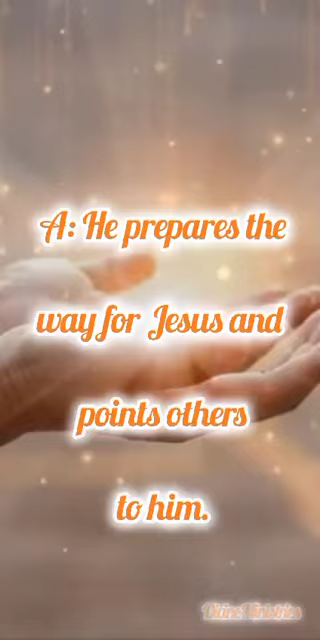 A: He prepares the
way for Jesus and
points others
to him.